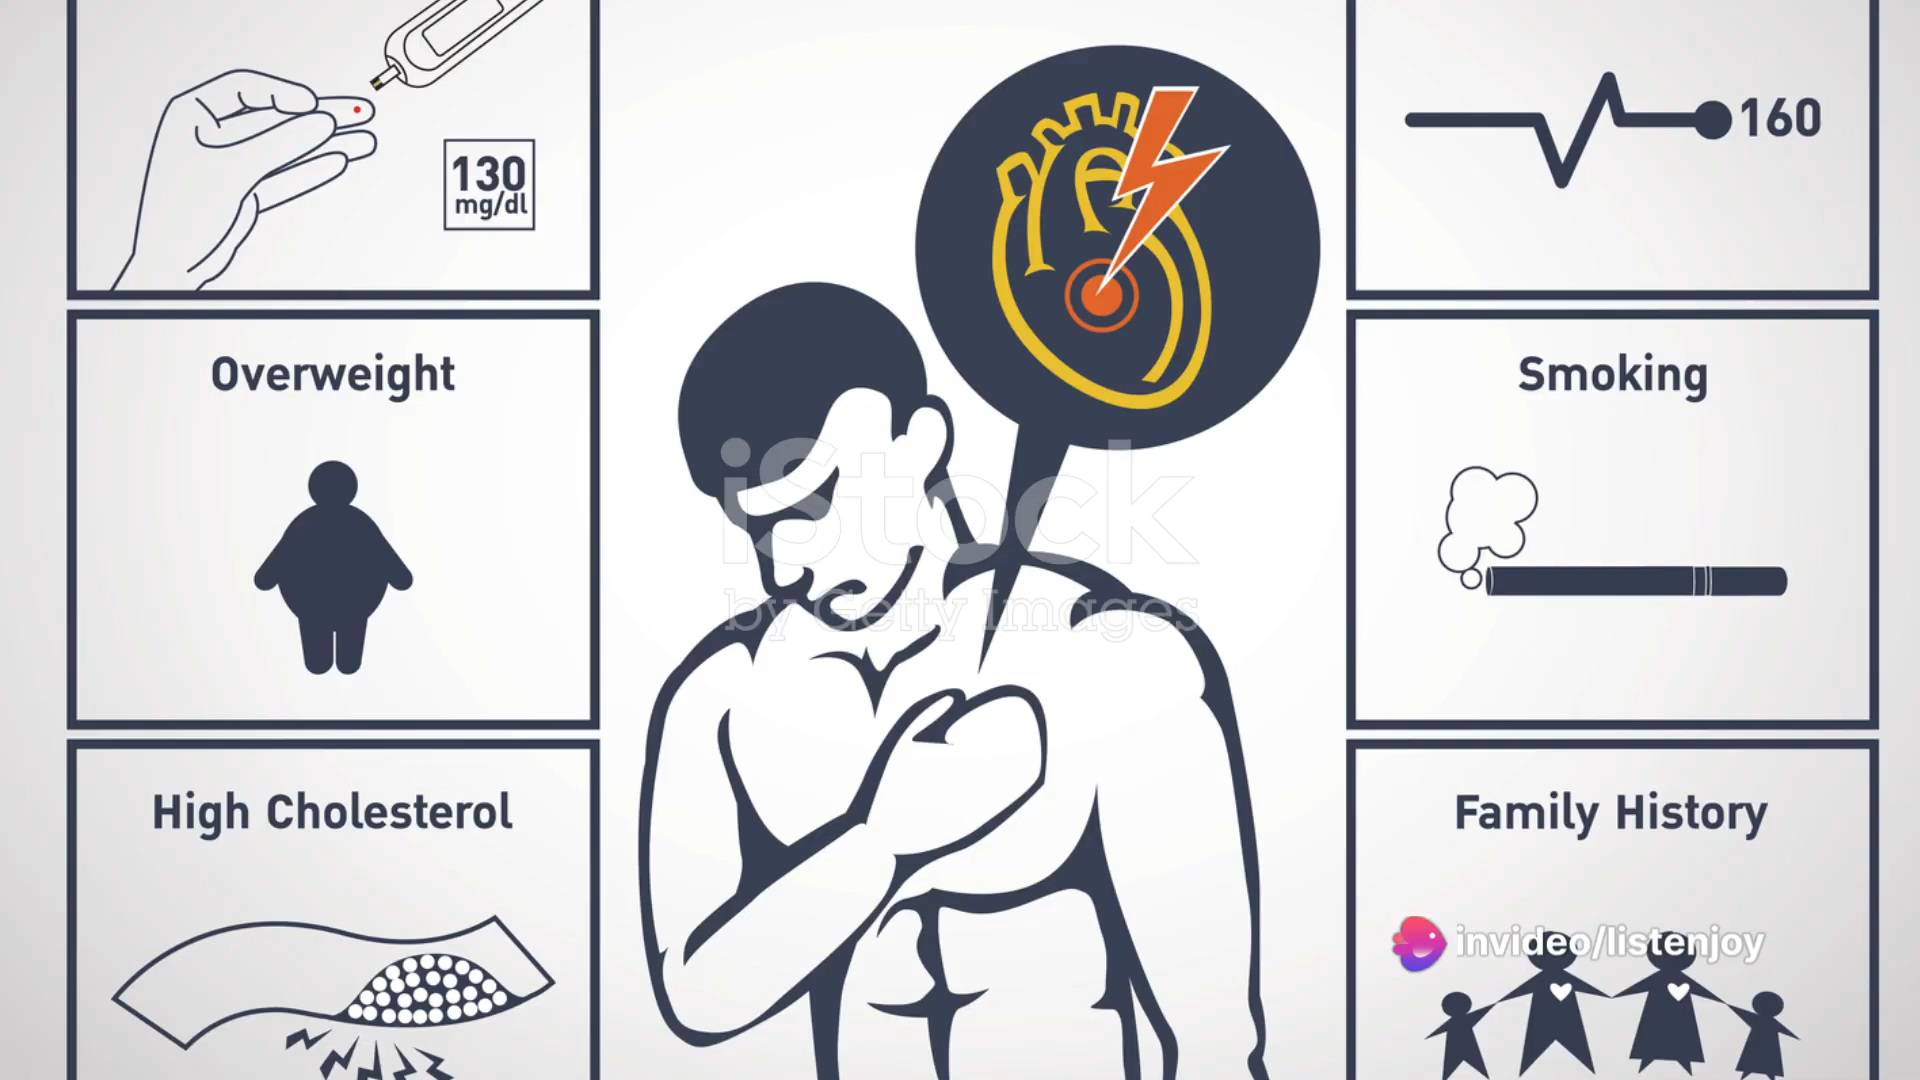 130
mg/dl
160
Overweight
Smoking
iStock
by Getty Images
High Cholesterol
Family History
invideo/listenjoy